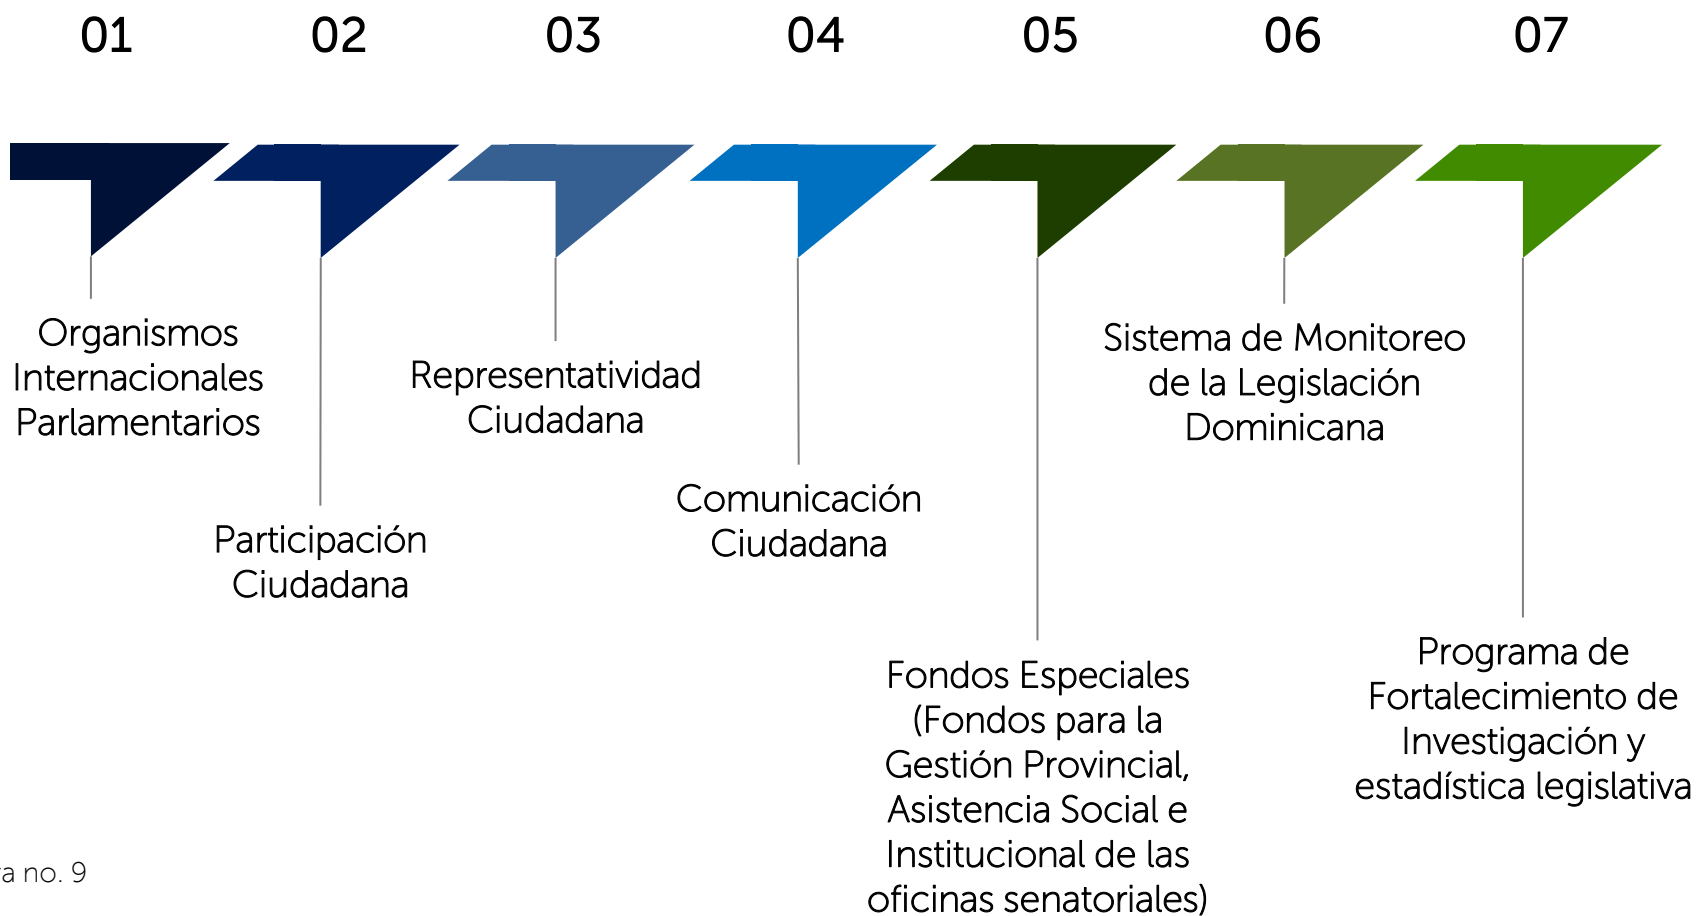 01
02
03
04
05
06
07
Organismos
Internacionales
Parlamentarios
Participación
Ciudadana
Representatividad
Ciudadana
Comunicación
Ciudadana
Fondos Especiales
(Fondos para la
Gestión Provincial,
Asistencia Social e
Institucional de las
oficinas senatoriales)
Sistema de Monitoreo
de la Legislación
Dominicana
Programa de
Fortalecimiento de
Investigación y
estadística legislativa
no. 9